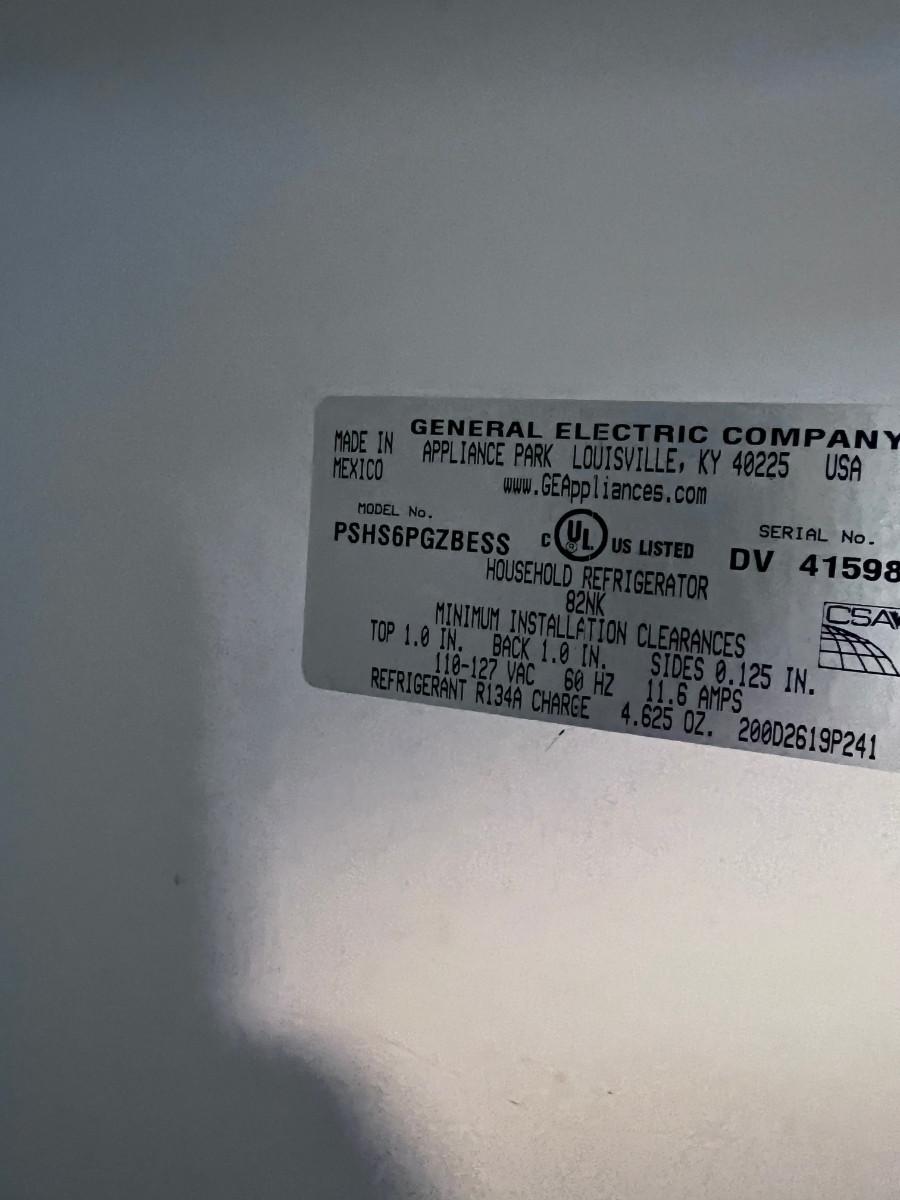 GENERAL ELECTRIC COMPANY
MADE IN
MEXICO
APPLIANCE PARK LOUISVILLE, KY 40225 USA
www.GEAppliances.com
MODEL No.
PSHS6PGZBESS
C UL US LISTED
SERIAL No.
DV 41598
HOUSEHOLD REFRIGERATOR
82NK
MINIMUM INSTALLATION CLEARANCES
TOP 1.0 IN. BACK 1.0 IN. SIDES 0.125 IN.
110-127 VAC 60 HZ 11.6 AMPS
REFRIGERANT R134A CHARGE 4.625 OZ. 200D2619P241